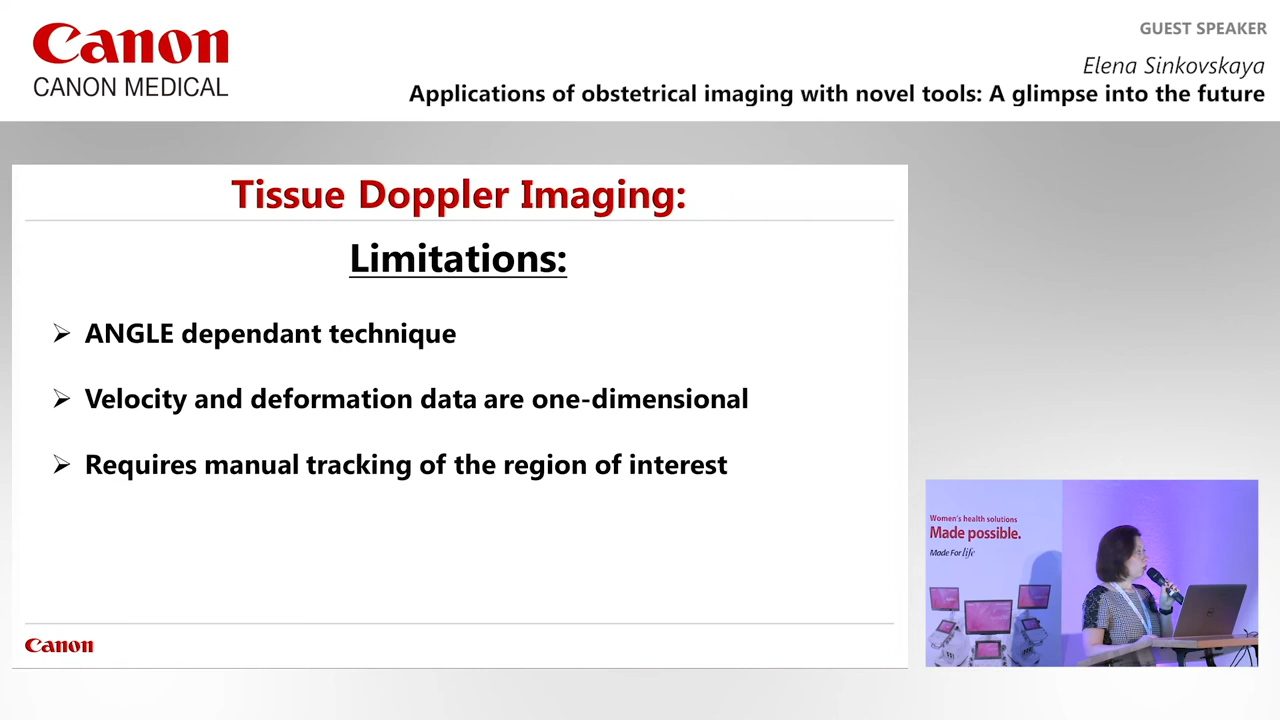 Canon
CANON MEDICAL
GUEST SPEAKER
Elena Sinkovskaya
Applications of obstetrical imaging with novel tools: A glimpse into the future
Tissue Doppler Imaging:
Limitations:
➢ ANGLE dependant technique
➢ Velocity and deformation data are one-dimensional
➢ Requires manual tracking of the region of interest
Canon
Women's health solutions
Made possible.
Made For life